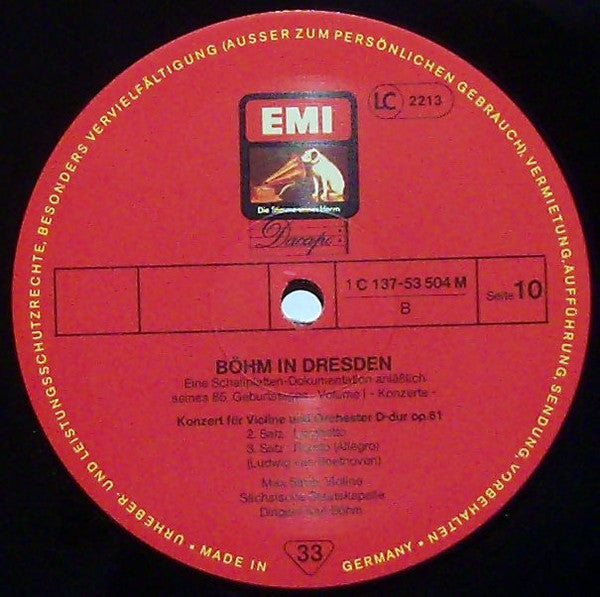 URHEBER- UND LEISTUNGSSCHUTZRECHTE, BESONDERS VERVIELFÄLTIGUNG (AUSSER ZUM PERSÖNLICHEN GEBRAUCH), VERMIETUNG, AUFFÜHRUNG, SENDUNG, VORBEHALTEN
LC 2213
EMI
Die Stimme seines Herrn
Dacapo
1 C 137-53 504 M
B
Seite 10
BÖHM IN DRESDEN
Eine Schallplatten-Dokumentation anläßlich
seines 85. Geburtstages - Volume I - Konzerte -
Konzert für Violine und Orchester D-dur op.61
2. Satz: Larghetto
3. Satz: Rondo (Allegro)
(Ludwig van Beethoven)
Max Strub, Violine
Sächsische Staatskapelle
Dirigent: Karl Böhm
• MADE IN GERMANY •
33